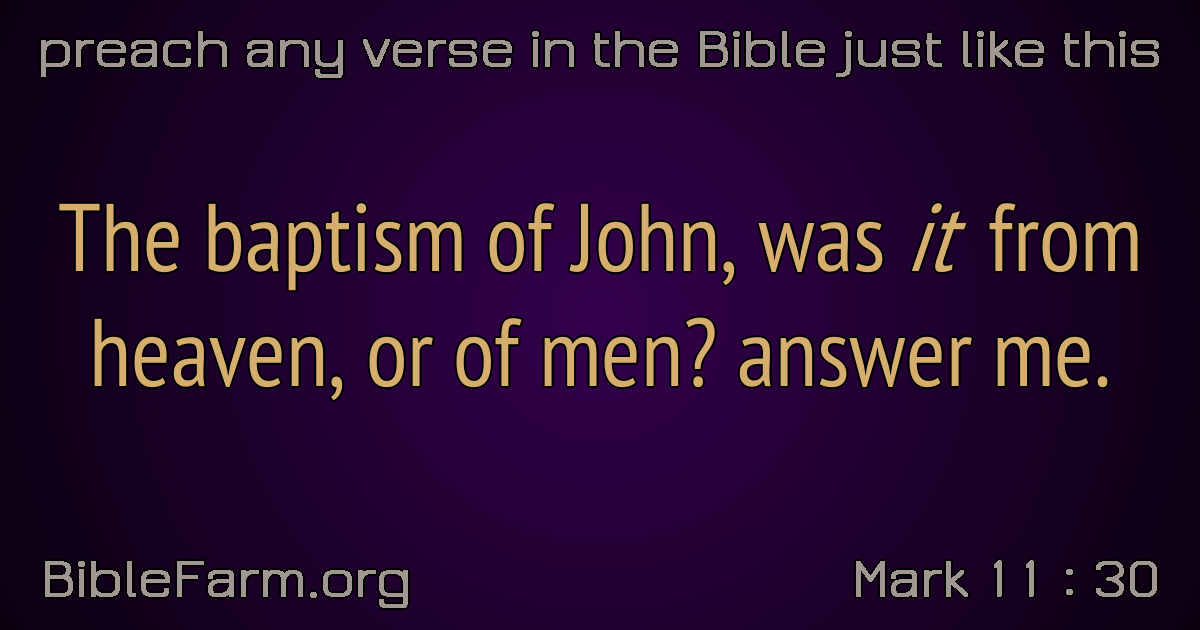 preach any verse in the Bible just like this
The baptism of John, was it from
heaven, or of men? answer me.
BibleFarm.org
Mark 11 : 30